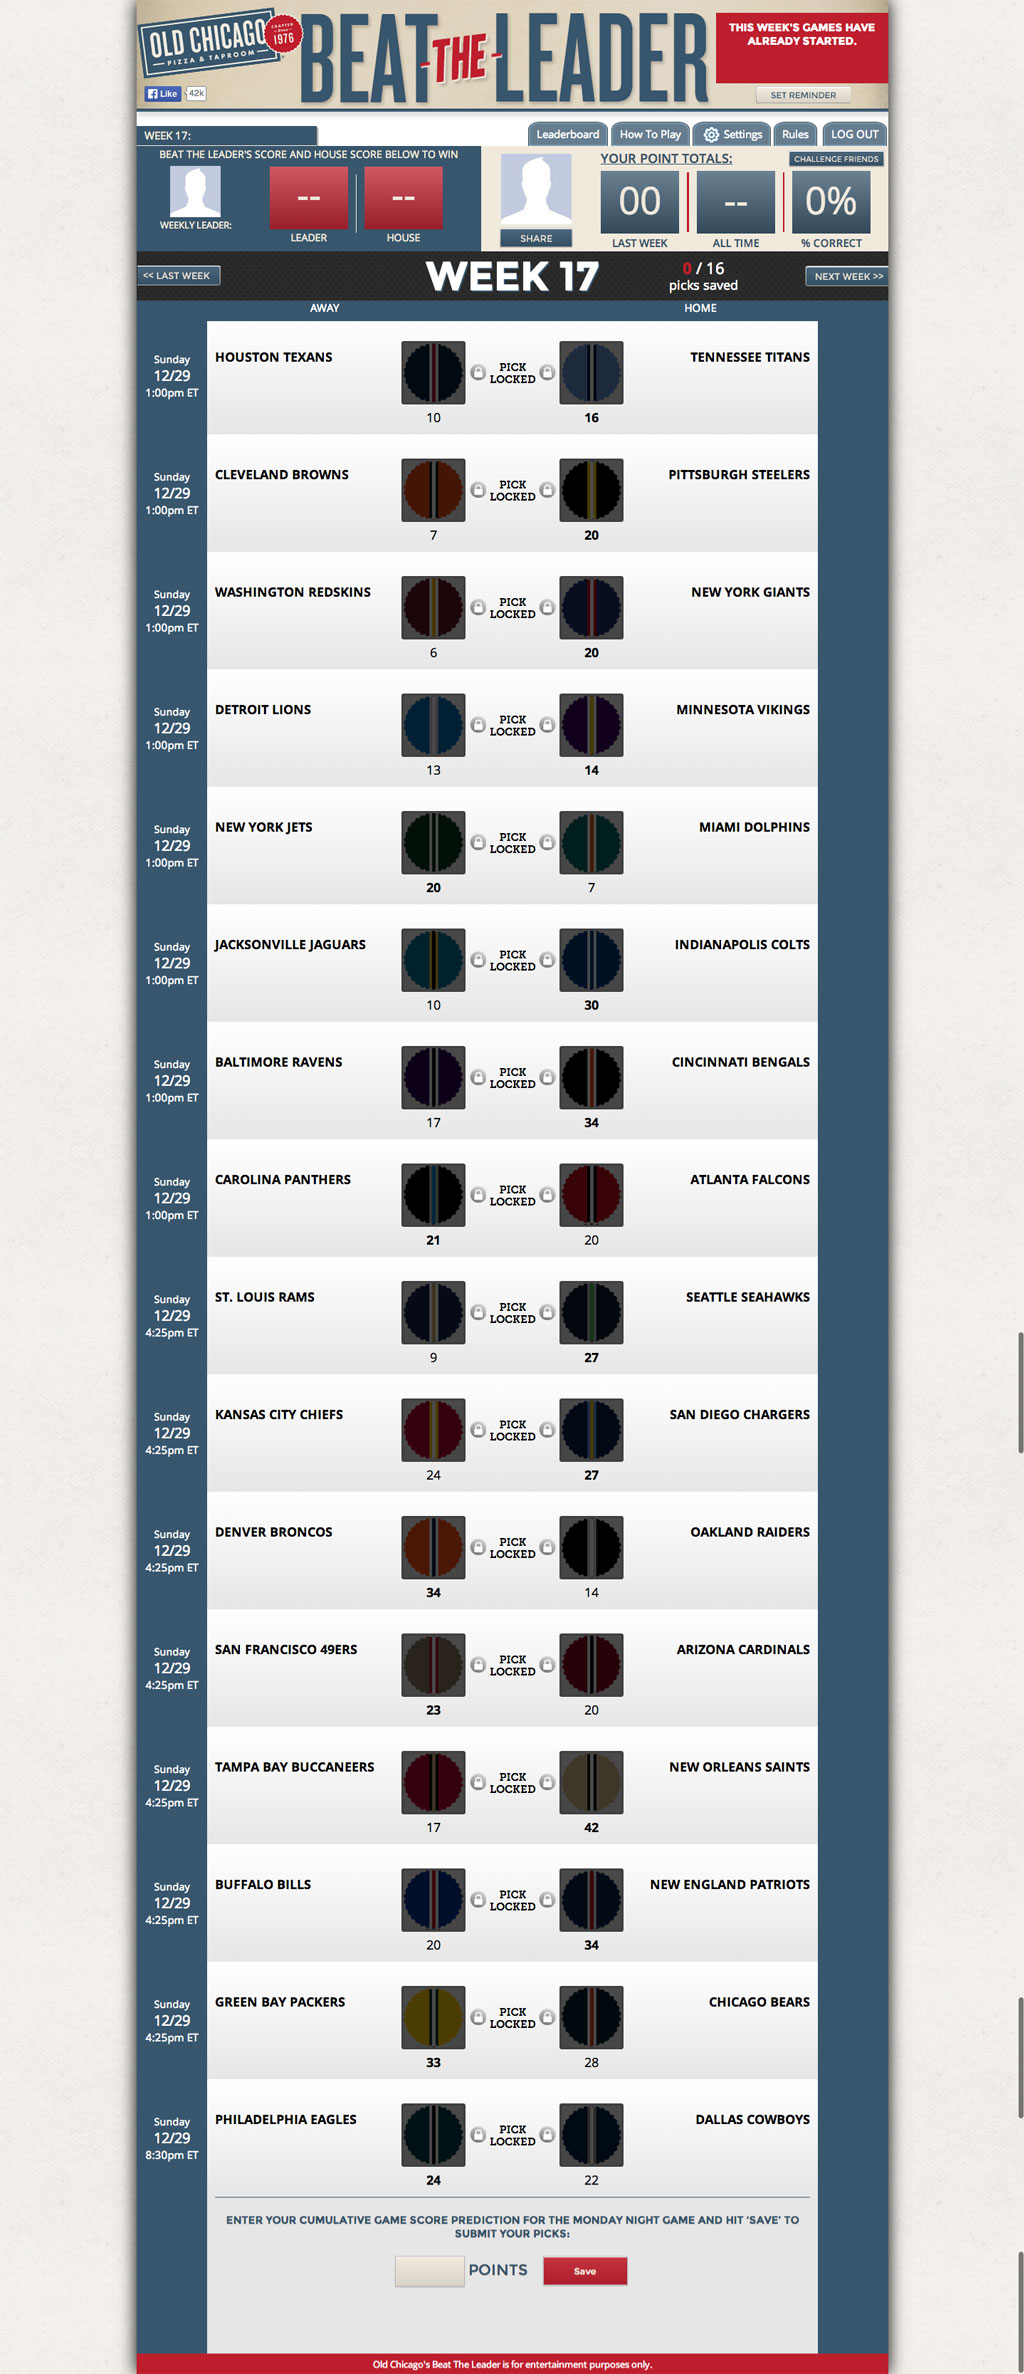 OLD CHICAGO
PIZZA & TAPROOM
CRAFTED
Since
1976
BEAT -THE- LEADER
THIS WEEK'S GAMES HAVE
ALREADY STARTED.
Like 42k
SET REMINDER
WEEK 17:
Leaderboard How To Play Settings Rules LOG OUT
BEAT THE LEADER'S SCORE AND HOUSE SCORE BELOW TO WIN
YOUR POINT TOTALS:
CHALLENGE FRIENDS
-- -- 00 -- 0%
WEEKLY LEADER:
LEADER HOUSE SHARE LAST WEEK ALL TIME % CORRECT
<< LAST WEEK WEEK 17 0 / 16 NEXT WEEK >>
picks saved
AWAY HOME
Sunday
12/29
1:00pm ET
HOUSTON TEXANS PICK TENNESSEE TITANS
LOCKED
10 16
Sunday
12/29
1:00pm ET
CLEVELAND BROWNS PICK PITTSBURGH STEELERS
LOCKED
7 20
Sunday
12/29
1:00pm ET
WASHINGTON REDSKINS PICK NEW YORK GIANTS
LOCKED
6 20
Sunday
12/29
1:00pm ET
DETROIT LIONS PICK MINNESOTA VIKINGS
LOCKED
13 14
Sunday
12/29
1:00pm ET
NEW YORK JETS PICK MIAMI DOLPHINS
LOCKED
20 7
Sunday
12/29
1:00pm ET
JACKSONVILLE JAGUARS PICK INDIANAPOLIS COLTS
LOCKED
10 30
Sunday
12/29
1:00pm ET
BALTIMORE RAVENS PICK CINCINNATI BENGALS
LOCKED
17 34
Sunday
12/29
1:00pm ET
CAROLINA PANTHERS PICK ATLANTA FALCONS
LOCKED
21 20
Sunday
12/29
4:25pm ET
ST. LOUIS RAMS PICK SEATTLE SEAHAWKS
LOCKED
9 27
Sunday
12/29
4:25pm ET
KANSAS CITY CHIEFS PICK SAN DIEGO CHARGERS
LOCKED
24 27
Sunday
12/29
4:25pm ET
DENVER BRONCOS PICK OAKLAND RAIDERS
LOCKED
34 14
Sunday
12/29
4:25pm ET
SAN FRANCISCO 49ERS PICK ARIZONA CARDINALS
LOCKED
23 20
Sunday
12/29
4:25pm ET
TAMPA BAY BUCCANEERS PICK NEW ORLEANS SAINTS
LOCKED
17 42
Sunday
12/29
4:25pm ET
BUFFALO BILLS PICK NEW ENGLAND PATRIOTS
LOCKED
20 34
Sunday
12/29
4:25pm ET
GREEN BAY PACKERS PICK CHICAGO BEARS
LOCKED
33 28
Sunday
12/29
8:30pm ET
PHILADELPHIA EAGLES PICK DALLAS COWBOYS
LOCKED
24 22
ENTER YOUR CUMULATIVE GAME SCORE PREDICTION FOR THE MONDAY NIGHT GAME AND HIT 'SAVE' TO
SUBMIT YOUR PICKS:
POINTS Save
Old Chicago's Beat The Leader is for entertainment purposes only.